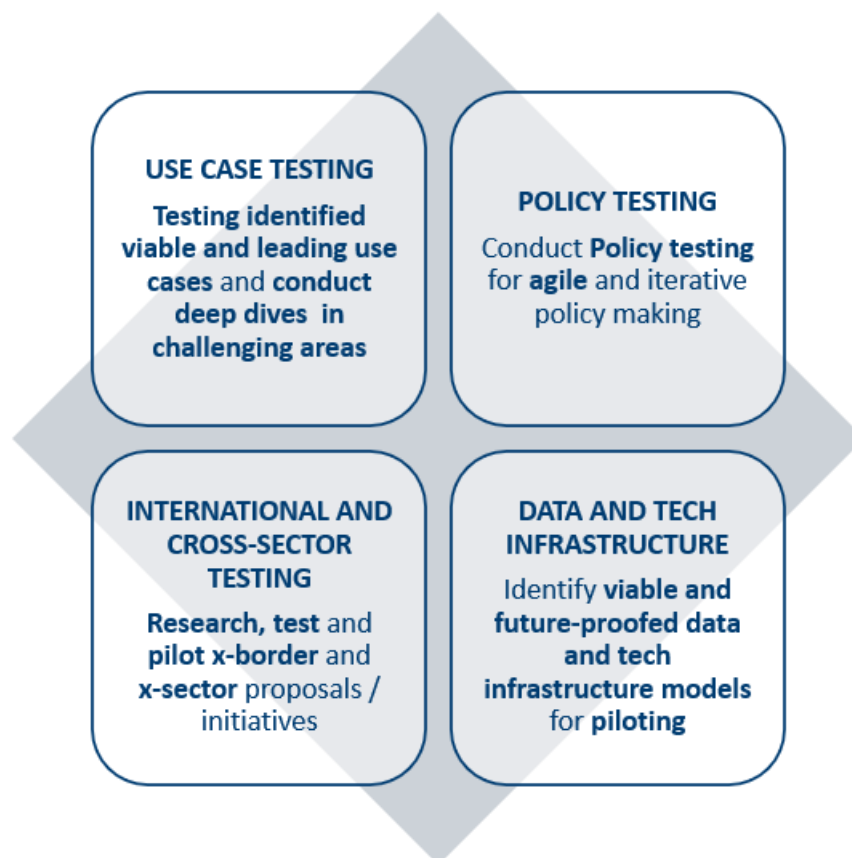 USE CASE TESTING
Testing identified
viable and leading use
cases and conduct
deep dives in
challenging areas
POLICY TESTING
Conduct Policy testing
for agile and iterative
policy making
INTERNATIONAL AND
CROSS-SECTOR
TESTING
Research, test and
pilot x-border and
x-sector proposals /
initiatives
DATA AND TECH
INFRASTRUCTURE
Identify viable and
future-proofed data
and tech
infrastructure models
for piloting